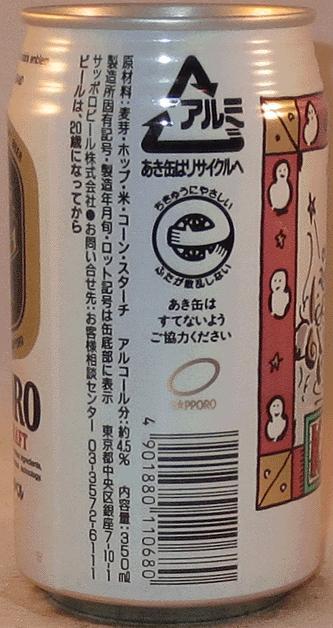 原材料:麦芽・ホップ・米・コーン・スターチ アルコール分:約4.5% 内容量:350ml
製造所固有記号・製造年月旬・ロット記号は缶底部に表示 東京都中央区銀座7-10-1
サッポロビール株式会社●お問い合せ先:お客様相談センター 03-3572-6111
ビールは、20歳になってから
アルミ
あき缶はリサイクルへ
ちきゅうにやさしい
e
ふたが散乱しない
あき缶は
すてないよう
ご協力ください
SAPPORO
4 901880 110680
RO